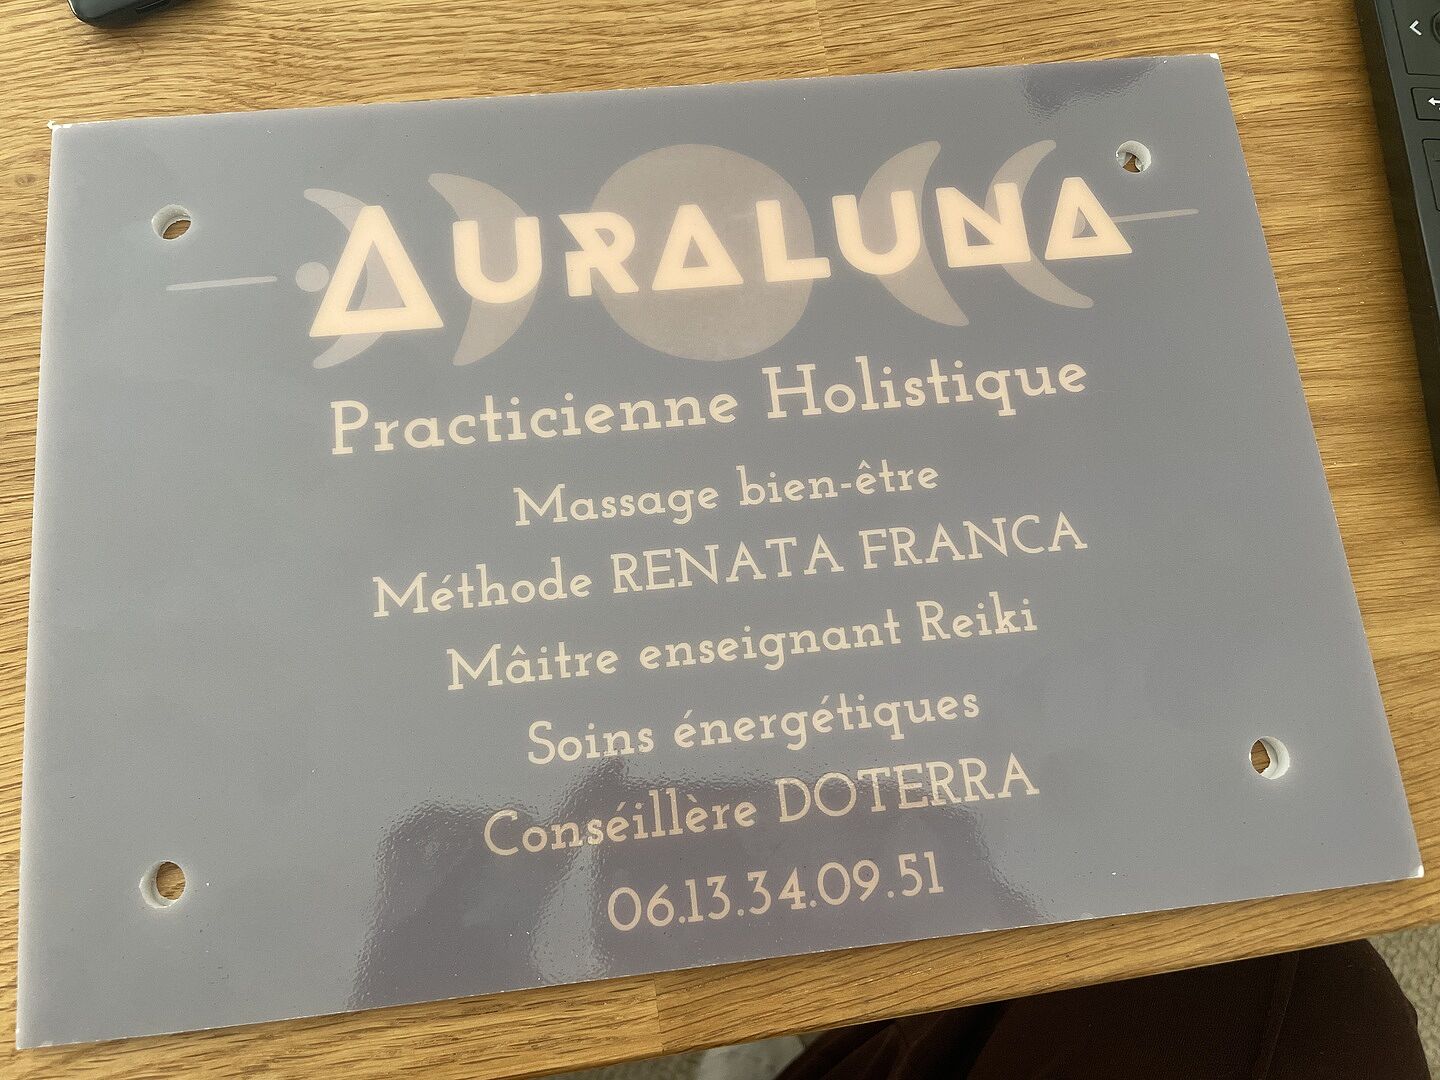 AURALUNA
Practicienne Holistique
Massage bien-être
Méthode RENATA FRANCA
Mâitre enseignant Reiki
Soins énergétiques
Conséillère DOTERRA
06.13.34.09.51